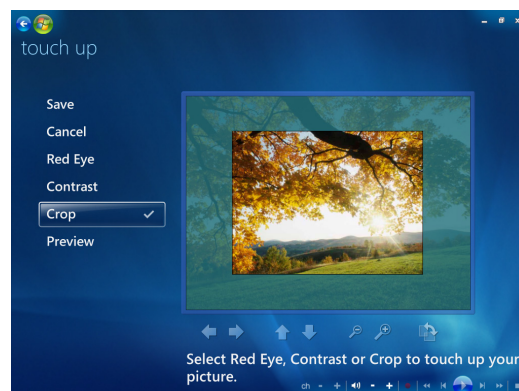 touch up
Save
Cancel
Red Eye
Contrast
Crop
Preview
Select Red Eye, Contrast or Crop to touch up your
picture.
ch - +
- +